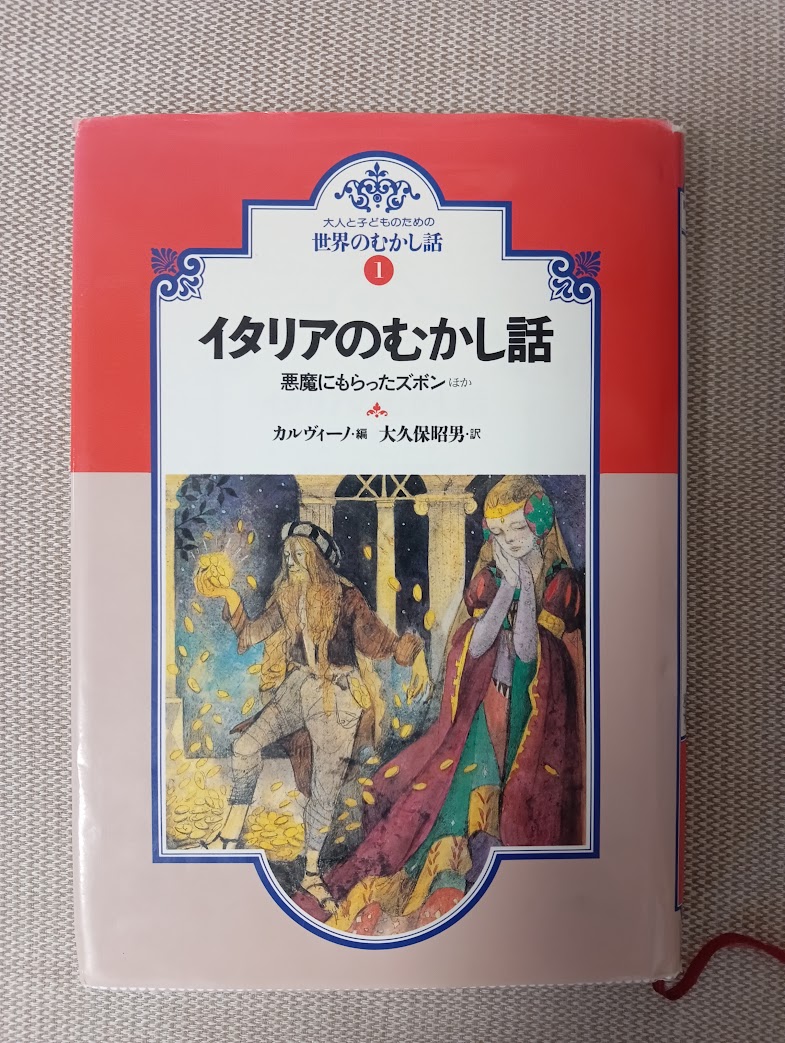 大人と子どものための
世界のむかし話
1
イタリアのむかし話
悪魔にもらったズボン ほか
カルヴィーノ・編 大久保昭男・訳